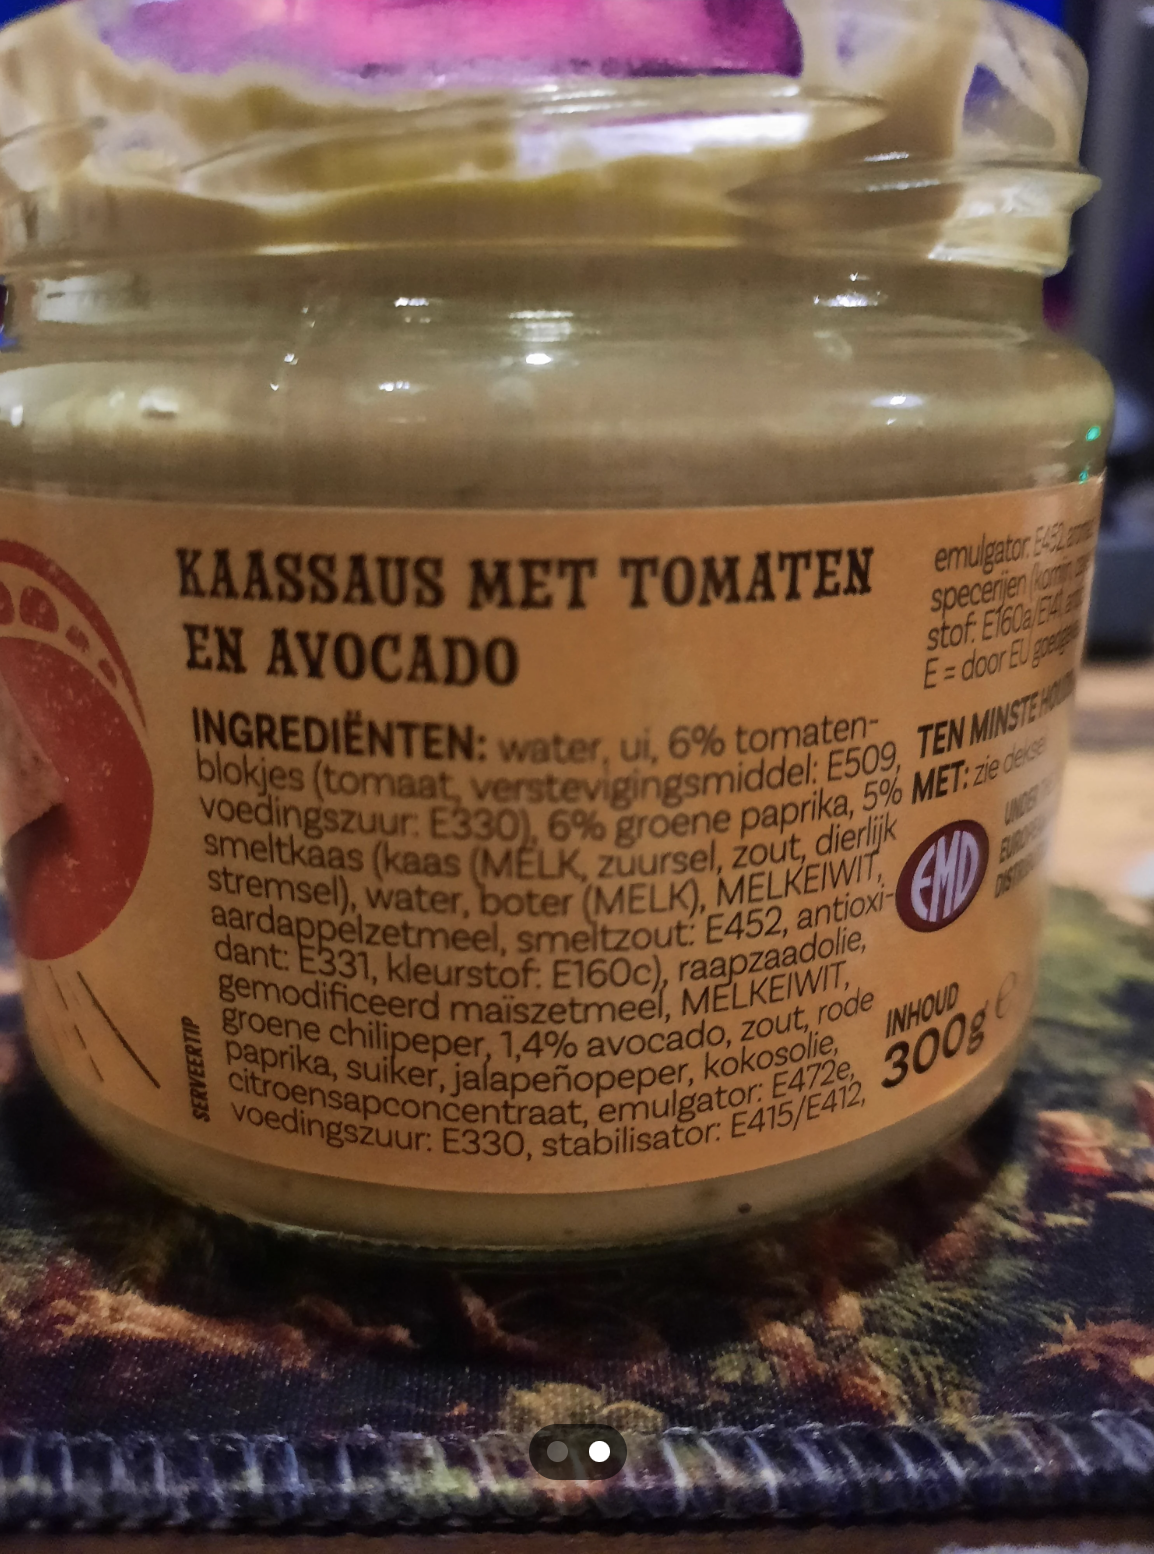 KAASSAUS MET TOMATEN
EN AVOCADO
INGREDIËNTEN: water, ui, 6% tomaten-
blokjes (tomaat, verstevigingsmiddel: E509,
voedingszuur: E330), 6% groene paprika, 5%
smeltkaas (kaas (MELK, zuursel, zout, dierlijk
stremsel), water, boter (MELK), MELKEIWIT,
aardappelzetmeel, smeltzout: E452, antioxi-
dant: E331, kleurstof: E160c), raapzaadolie,
gemodificeerd maïszetmeel, MELKEIWIT,
groene chilipeper, 1,4% avocado, zout, rode
paprika, suiker, jalapeñopeper, kokosolie,
citroensapconcentraat, emulgator: E472e,
voedingszuur: E330, stabilisator: E415/E412,
SERVEERTIP
emulgator: E452,
specerijen (komijn,
stof: E160a/E141,
E = door EU
TEN MINSTE
MET: zie deksel
EMD
INHOUD
300g e